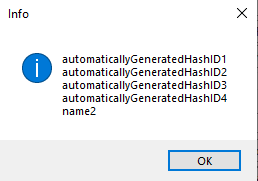 Info
automaticallyGeneratedHashID1
automaticallyGeneratedHashID2
automaticallyGeneratedHashID3
automaticallyGeneratedHashID4
name2
OK